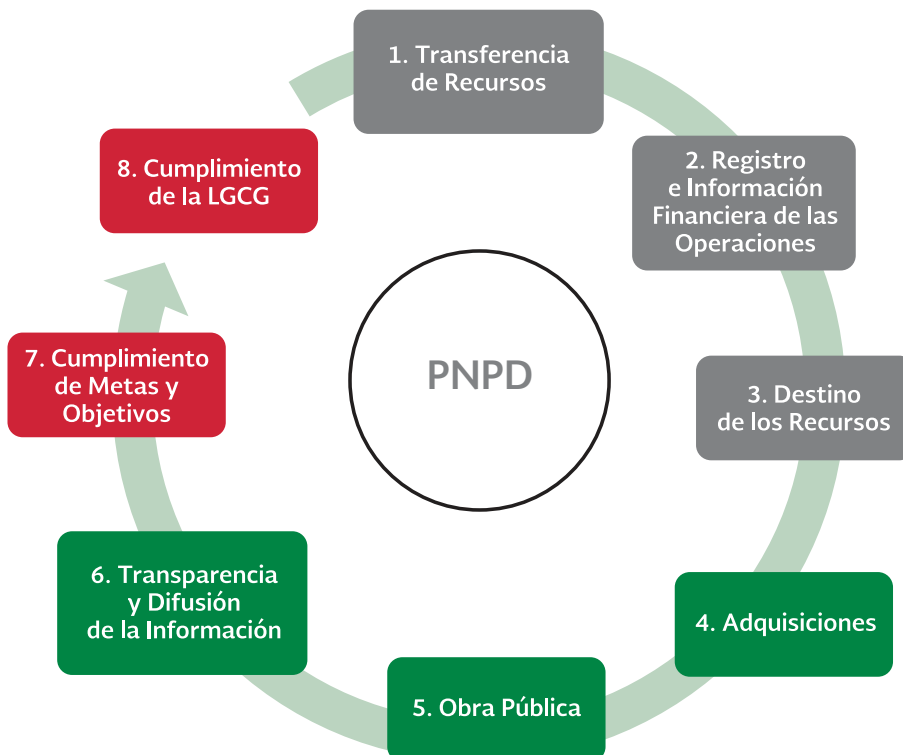 1. Transferencia
de Recursos
2. Registro
e Información
Financiera de las
Operaciones
3. Destino
de los Recursos
4. Adquisiciones
5. Obra Pública
6. Transparencia
y Difusión
de la Información
7. Cumplimiento
de Metas y
Objetivos
8. Cumplimiento
de la LGCG
PNPD